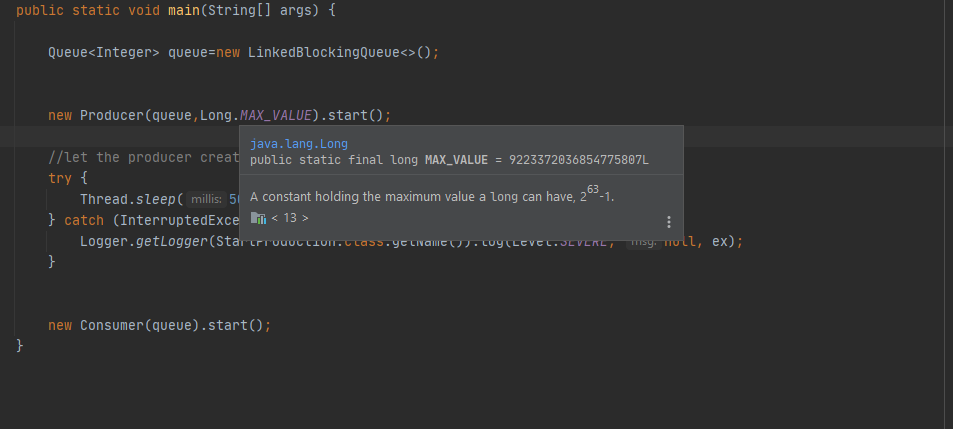 public static void main(String[] args) {
Queue<Integer> queue=new LinkedBlockingQueue<>();
new Producer(queue,Long.MAX_VALUE).start();
java.lang.Long
public static final long MAX_VALUE = 9223372036854775807L
//let the producer creat
try {
A constant holding the maximum value a long can have, 2^63-1.
Thread.sleep( millis:
< 13 >
} catch (InterruptedExce
Logger.getLogger(StartProduction.class.getName()).log(Level.SEVERE, msg: null, ex);
}
new Consumer(queue).start();
}